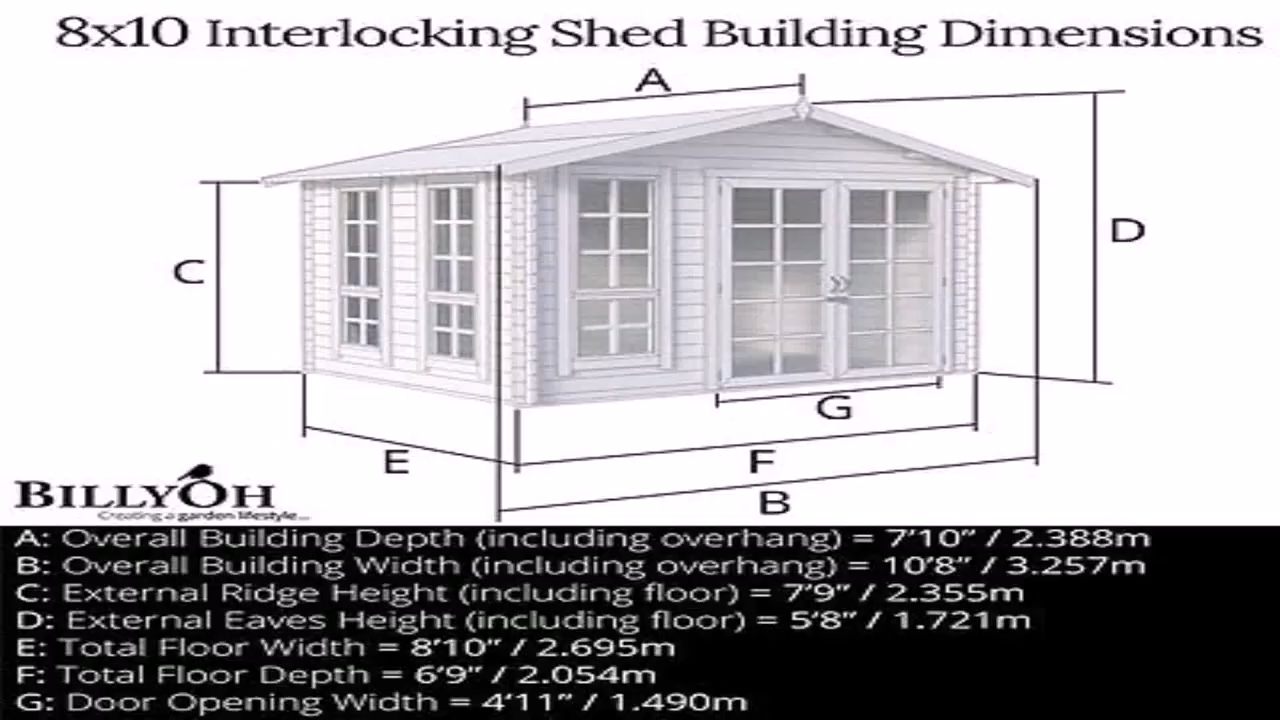 8x10 Interlocking Shed Building Dimensions
A
C
D
G
E
F
B
BILLYOH
Creating a garden lifestyle...
A: Overall Building Depth (including overhang) = 7'10" / 2.388m
B: Overall Building Width (including overhang) = 10'8" / 3.257m
C: External Ridge Height (including floor) = 7'9" / 2.355m
D: External Eaves Height (including floor) = 5'8" / 1.721m
E: Total Floor Width = 8'10" / 2.695m
F: Total Floor Depth = 6'9" / 2.054m
G: Door Opening Width = 4'11" / 1.490m